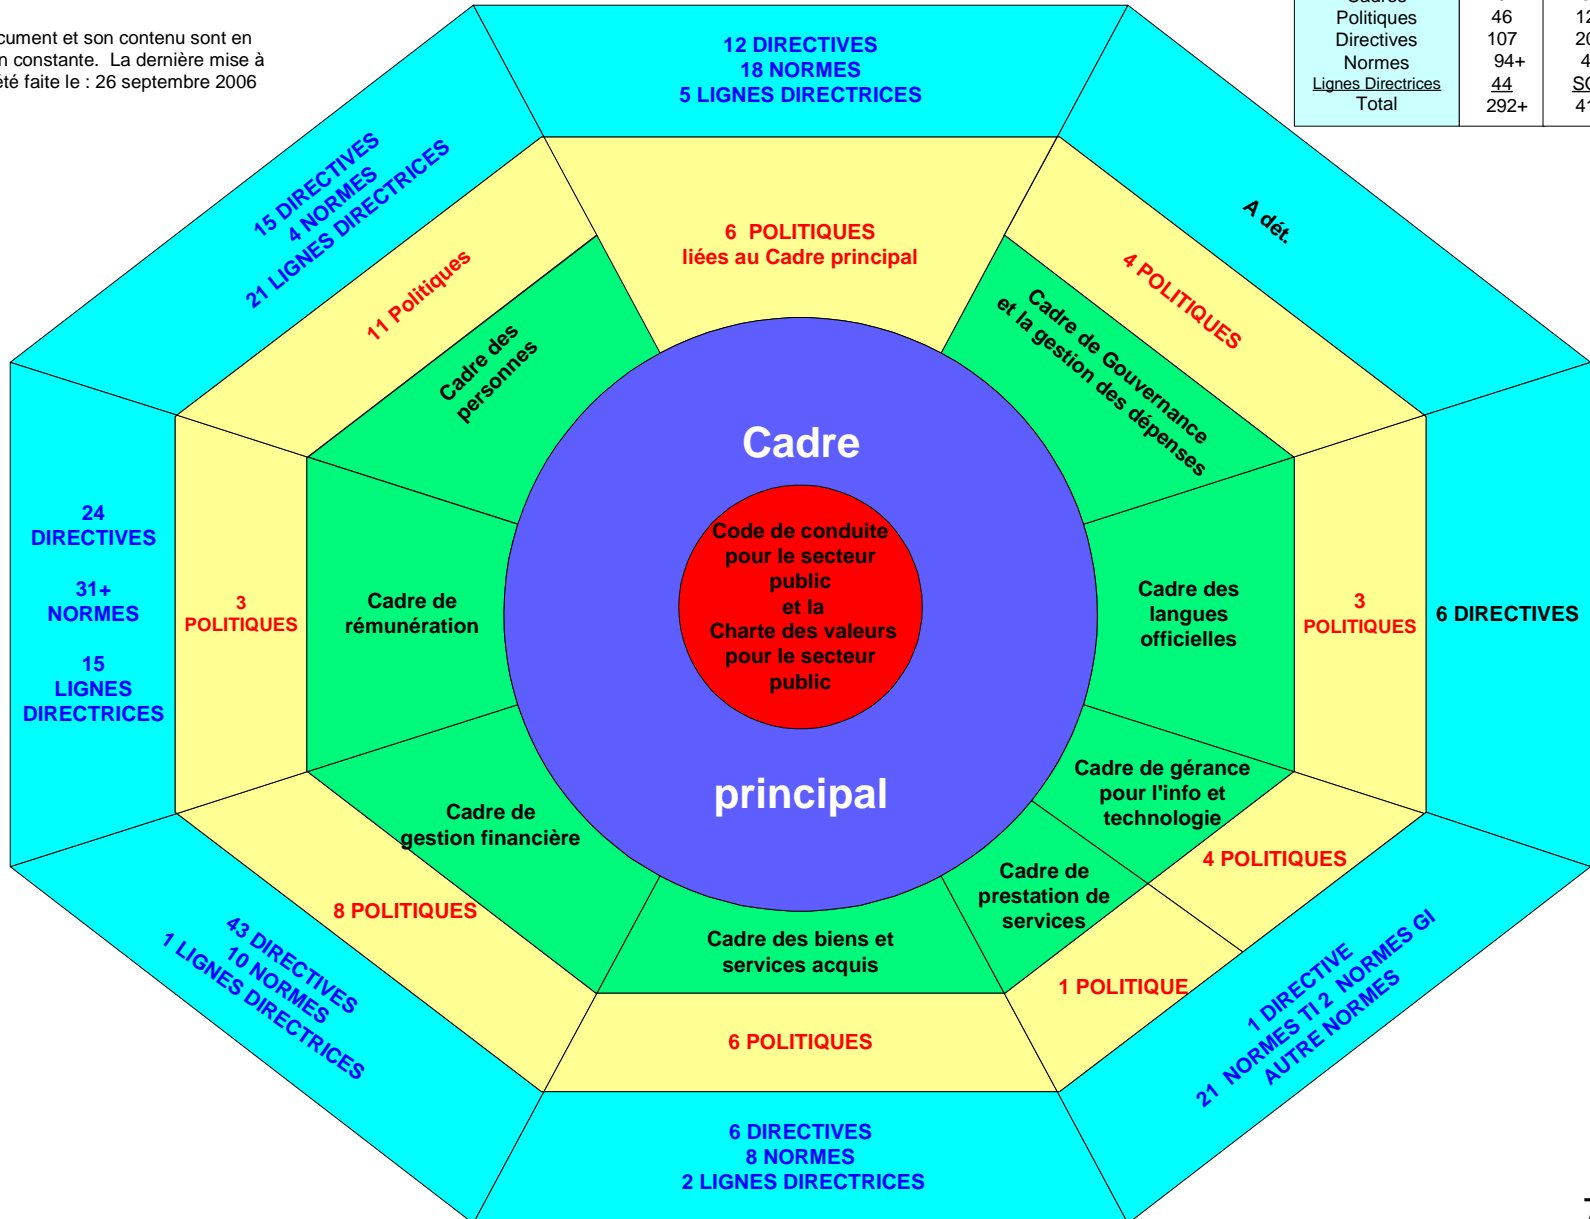 cument et son contenu sont en
n constante. La dernière mise à
été faite le : 26 septembre 2006
Politiques 46 12
Directives 107 20
Normes 94+ 4
Lignes Directrices 44
Total 292+ 41
12 DIRECTIVES
18 NORMES
5 LIGNES DIRECTRICES
15 DIRECTIVES
4 NORMES
21 LIGNES DIRECTRICES
A dét.
6 POLITIQUES
liées au Cadre principal
11 Politiques
4 POLITIQUES
Cadre des
personnes
Cadre de Gouvernance
et la gestion des dépenses
Cadre
Code de conduite
pour le secteur
public
et la
Charte des valeurs
pour le secteur
public
principal
24
DIRECTIVES
31+
NORMES
15
LIGNES
DIRECTRICES
3
POLITIQUES
Cadre de
rémunération
Cadre des
langues
officielles
3
POLITIQUES
6 DIRECTIVES
Cadre de gérance
pour l'info et
technologie
4 POLITIQUES
Cadre de
gestion financière
Cadre de
prestation de
services
8 POLITIQUES
Cadre des biens et
services acquis
1 POLITIQUE
43 DIRECTIVES
10 NORMES
1 LIGNES DIRECTRICES
6 POLITIQUES
1 DIRECTIVE
21 NORMES TI 2 NORMES GI
AUTRE NORMES
6 DIRECTIVES
8 NORMES
2 LIGNES DIRECTRICES